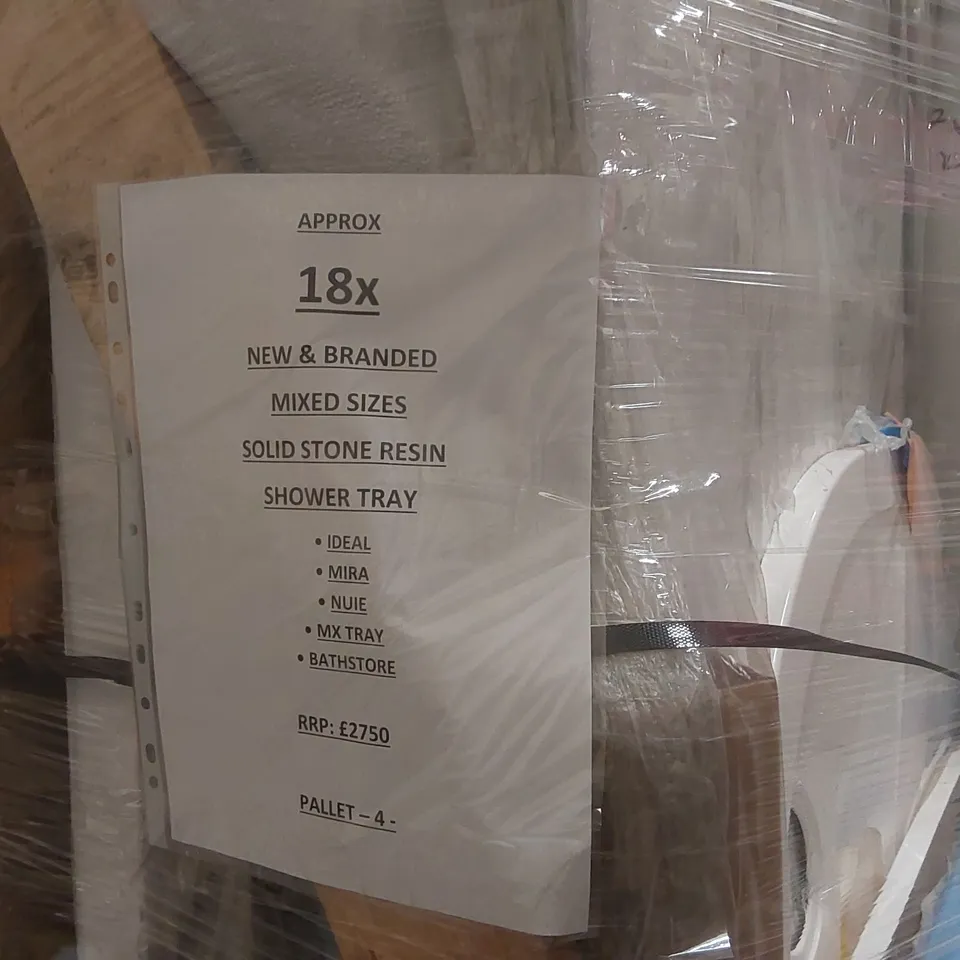 APPROX
18x
NEW & BRANDED
MIXED SIZES
SOLID STONE RESIN
SHOWER TRAY
• IDEAL
• MIRA
• NUIE
• MX TRAY
• BATHSTORE
RRP: £2750
PALLET – 4 -